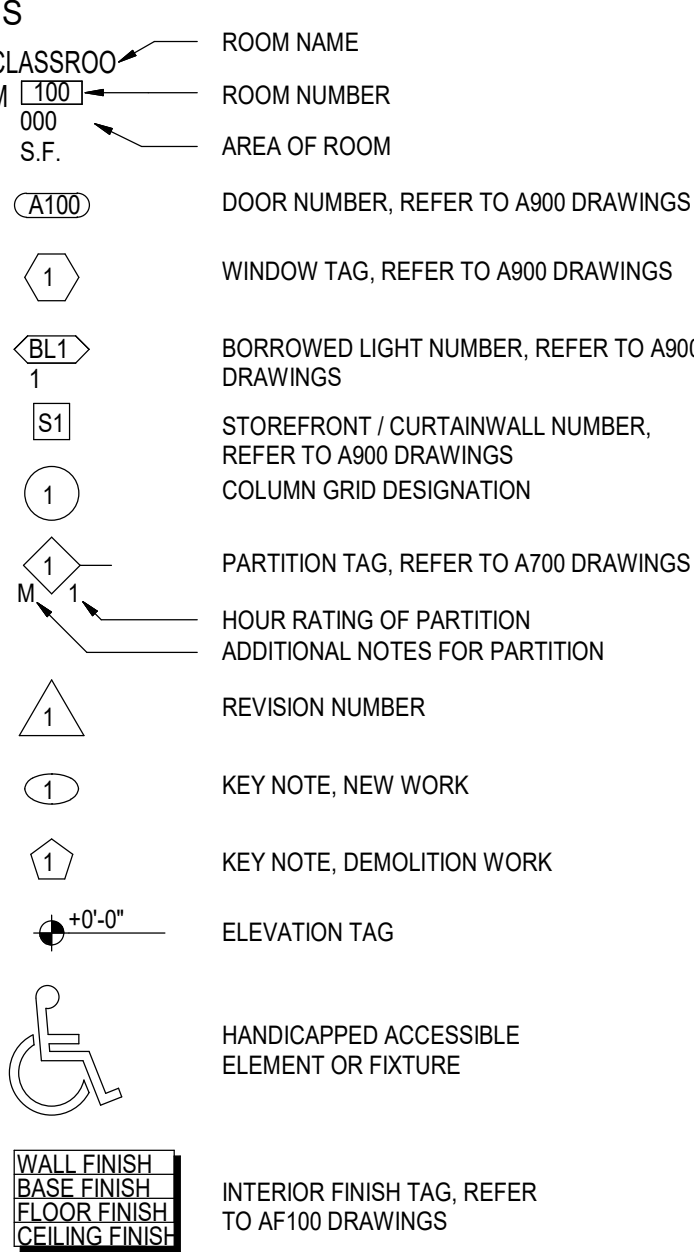 S
CLASSROO
M 100
000
S.F.
ROOM NAME
ROOM NUMBER
AREA OF ROOM
A100 DOOR NUMBER, REFER TO A900 DRAWINGS
1 WINDOW TAG, REFER TO A900 DRAWINGS
BL1 BORROWED LIGHT NUMBER, REFER TO A900
1 DRAWINGS
S1 STOREFRONT / CURTAINWALL NUMBER,
REFER TO A900 DRAWINGS
1 COLUMN GRID DESIGNATION
1 PARTITION TAG, REFER TO A700 DRAWINGS
M 1
HOUR RATING OF PARTITION
ADDITIONAL NOTES FOR PARTITION
1 REVISION NUMBER
1 KEY NOTE, NEW WORK
1 KEY NOTE, DEMOLITION WORK
+0'-0" ELEVATION TAG
HANDICAPPED ACCESSIBLE
ELEMENT OR FIXTURE
WALL FINISH
BASE FINISH
FLOOR FINISH
CEILING FINISH
INTERIOR FINISH TAG, REFER
TO AF100 DRAWINGS